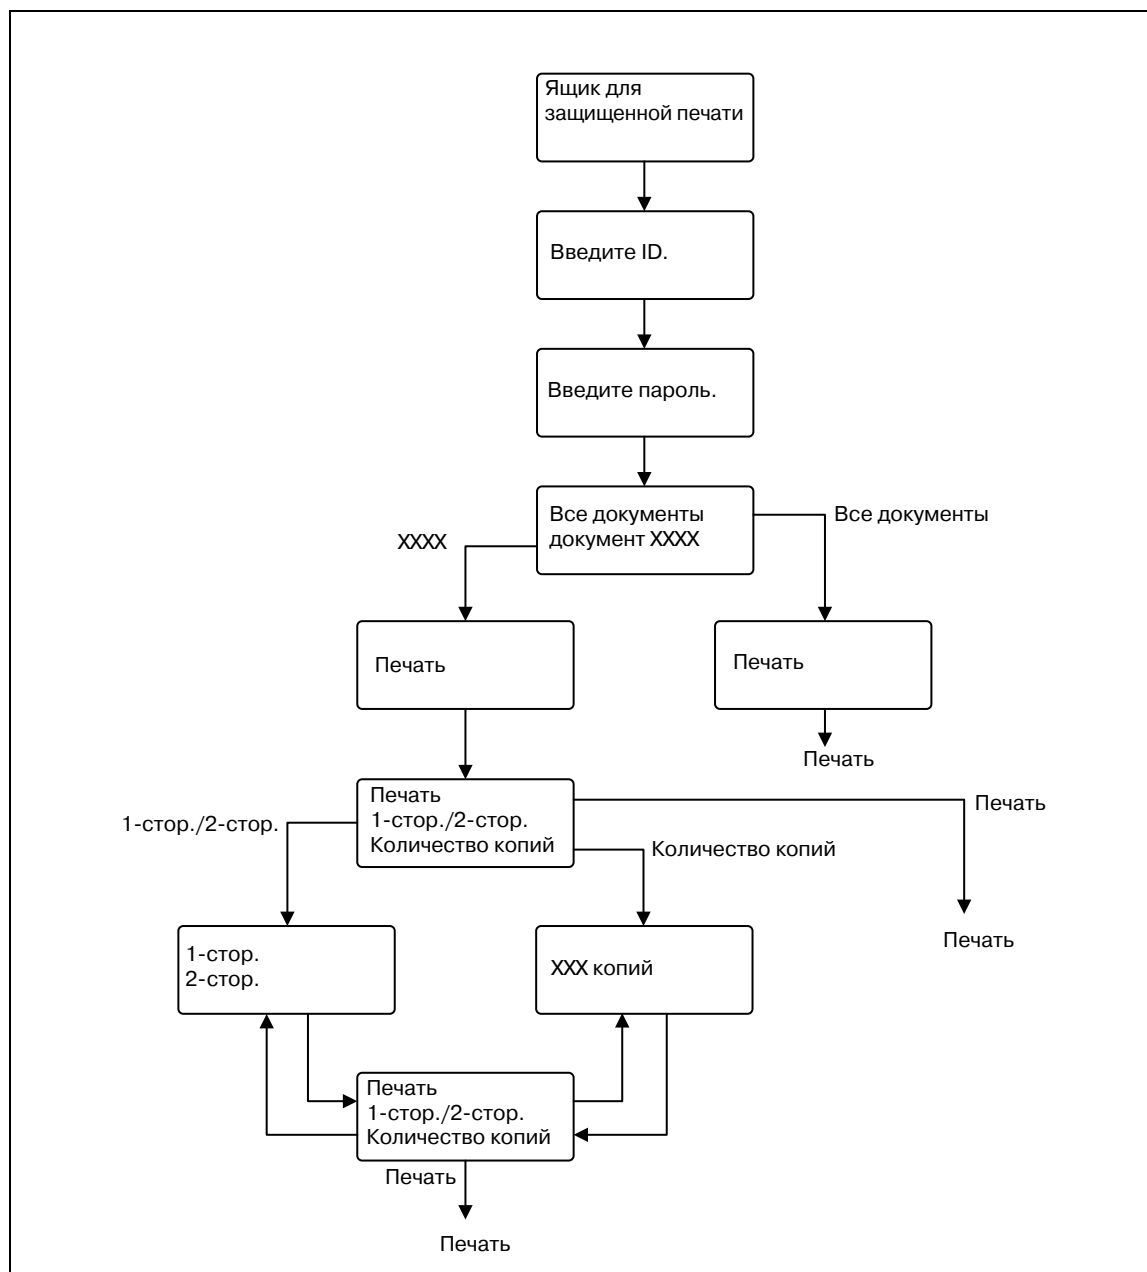 Ящик для
защищенной печати
Введите ID.
Введите пароль.
Все документы
документ XXXX
Все документы
XXXX
Печать
Печать
Печать
Печать
1-стор./2-стор.
Количество копий
Печать
1-стор./2-стор.
Количество копий
Печать
1-стор.
2-стор.
XXX копий
Печать
1-стор./2-стор.
Количество копий
Печать
Печать